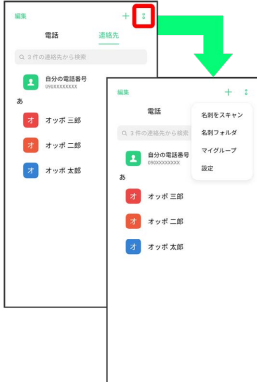 編集
電話 連絡先
3件の連絡先から検索
自分の電話番号
090XXXXXXXX
あ
オ オッポ 三郎
オ オッポ 二郎
オ オッポ 太郎
編集
電話
3件の連絡先から検索
自分の電話番号
090XXXXXXXX
あ
オ オッポ 三郎
オ オッポ 二郎
オ オッポ 太郎
名刺をスキャン
名刺フォルダ
マイグループ
設定